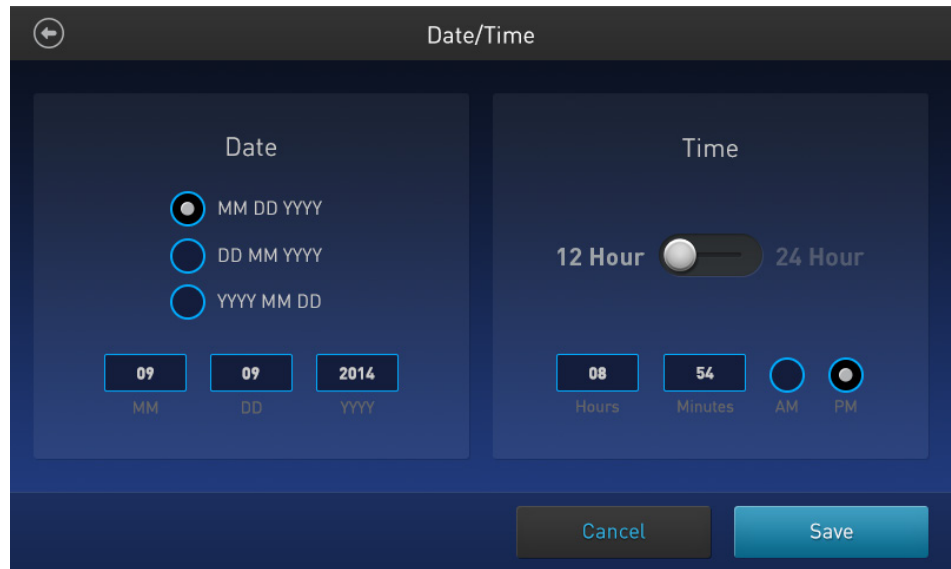 Date/Time
Date
MM DD YYYY
DD MM YYYY
YYYY MM DD
09 09 2014
MM DD YYYY
Time
12 Hour 24 Hour
08 54
Hours Minutes AM PM
Cancel Save